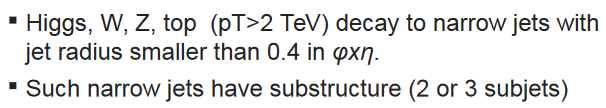 ▪ Higgs, W, Z, top (pT>2 TeV) decay to narrow jets with
jet radius smaller than 0.4 in φxη.
▪ Such narrow jets have substructure (2 or 3 subjets)